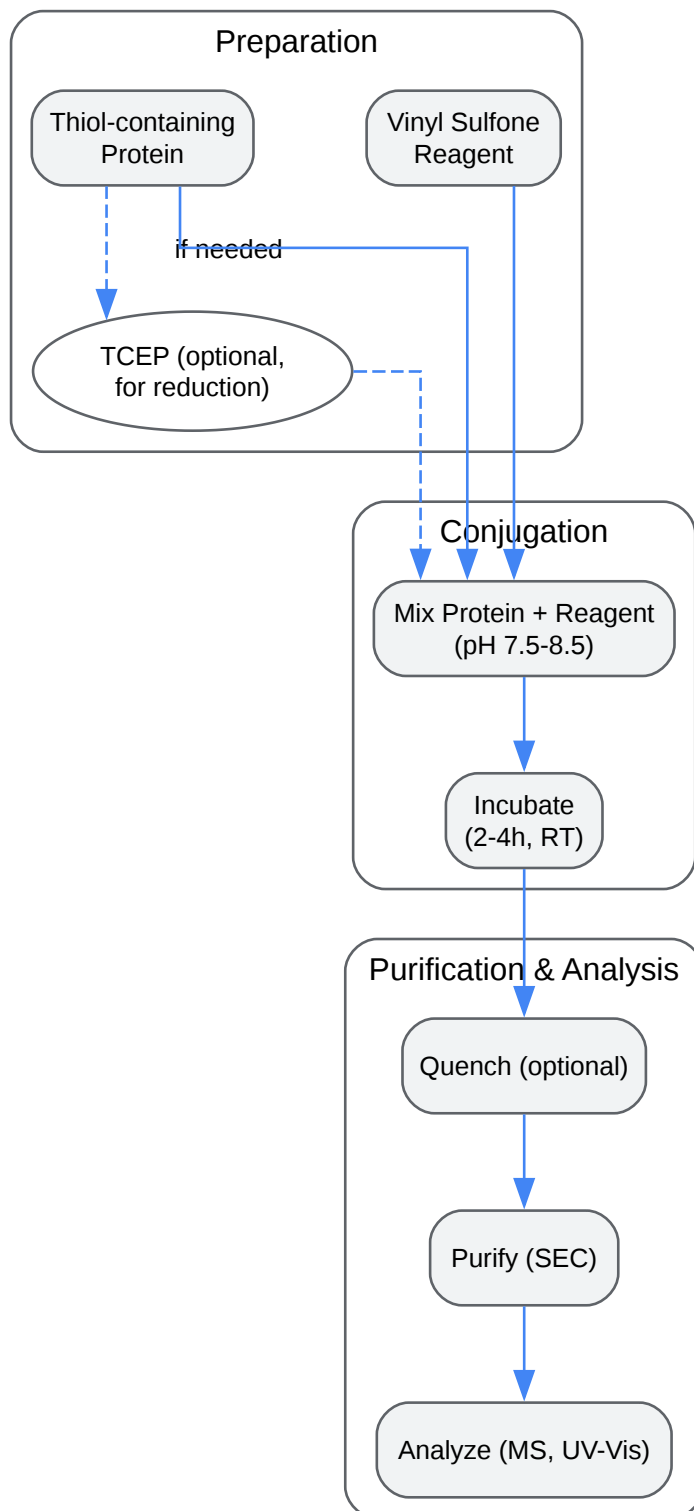 Preparation
Thiol-containing
Protein
Vinyl Sulfone
Reagent
if needed
TCEP (optional,
for reduction)
Conjugation
Mix Protein + Reagent
(pH 7.5-8.5)
Incubate
(2-4h, RT)
Purification & Analysis
Quench (optional)
Purify (SEC)
Analyze (MS, UV-Vis)